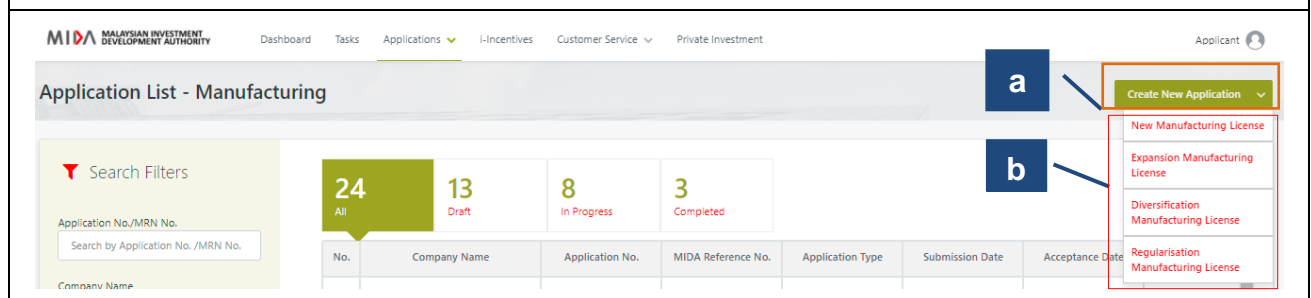 MIDA MALAYSIAN INVESTMENT
DEVELOPMENT AUTHORITY
Dashboard Tasks Applications i-Incentives Customer Service Private Investment Applicant
Application List - Manufacturing
a
Create New Application
New Manufacturing License
Expansion Manufacturing
License
Diversification
Manufacturing License
Regularisation
Manufacturing License
b
Search Filters
Application No./MRN No.
Search by Application No. /MRN No.
Company Name
24
All
13
Draft
8
In Progress
3
Completed
No. Company Name Application No. MIDA Reference No. Application Type Submission Date Acceptance Date